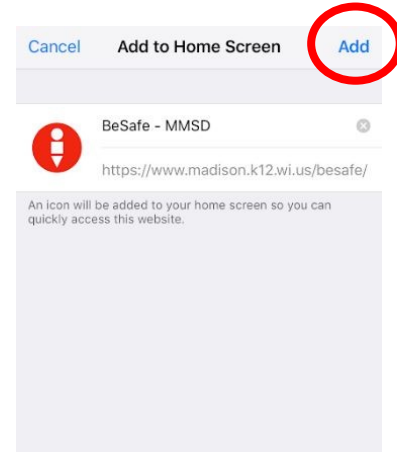 Cancel Add to Home Screen Add
BeSafe - MMSD
https://www.madison.k12.wi.us/besafe/
An icon will be added to your home screen so you can
quickly access this website.